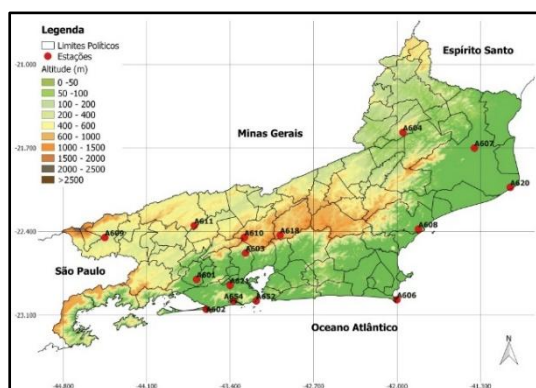 Legenda
Limites Políticos
Estações
Altitude (m)
0 -50
50 -100
100 - 200
200 - 400
400 - 600
600 - 1000
1000 - 1500
1500 - 2000
2000 - 2500
>2500
Espírito Santo
Minas Gerais
São Paulo
Oceano Atlântico
A604
A607
A620
A608
A606
A611
A609
A610
A618
A603
A601
A621
A602
A652
-21.000
-21.700
-22.400
-23.100
-44.800
-44.100
-43.400
-42.700
-42.000
-41.300
N